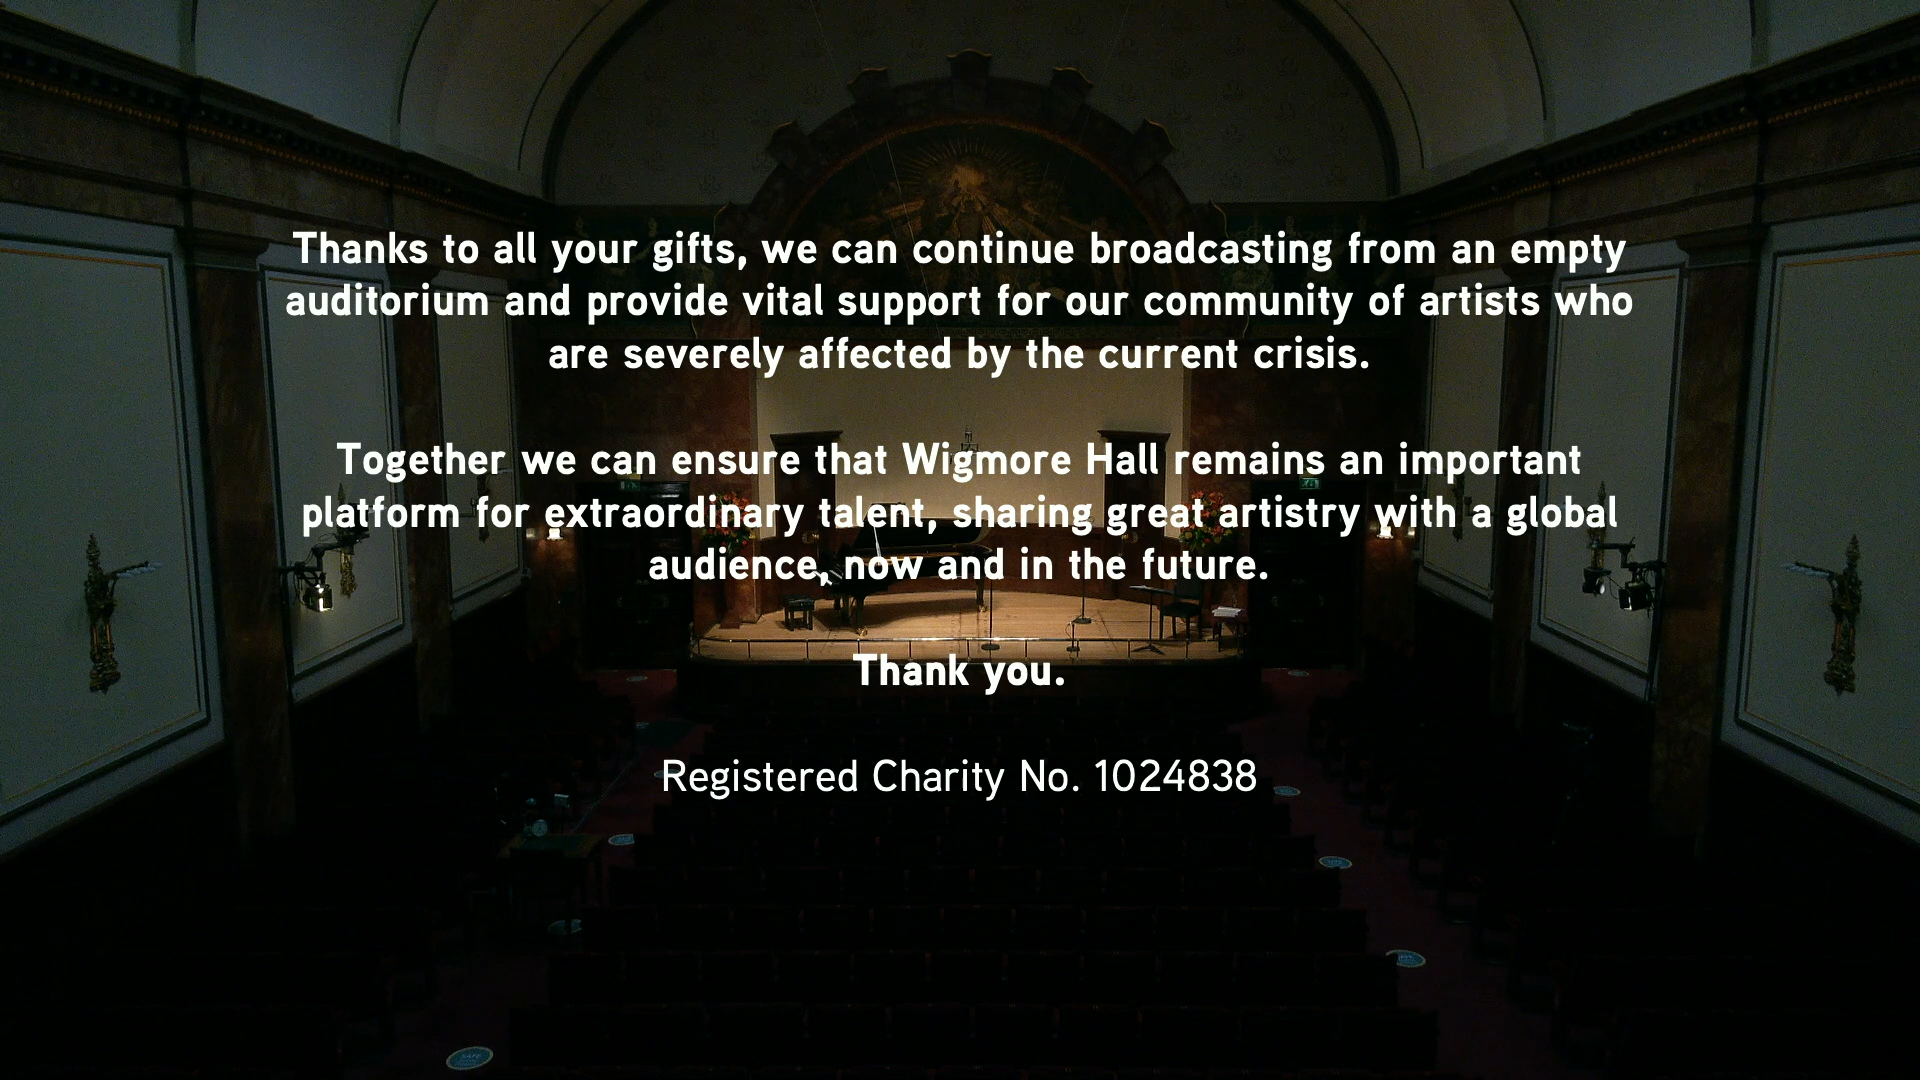 Thanks to all your gifts, we can continue broadcasting from an empty
auditorium and provide vital support for our community of artists who
are severely affected by the current crisis.
Together we can ensure that Wigmore Hall remains an important
platform for extraordinary talent, sharing great artistry with a global
audience, now and in the future.
Thank you.
Registered Charity No. 1024838